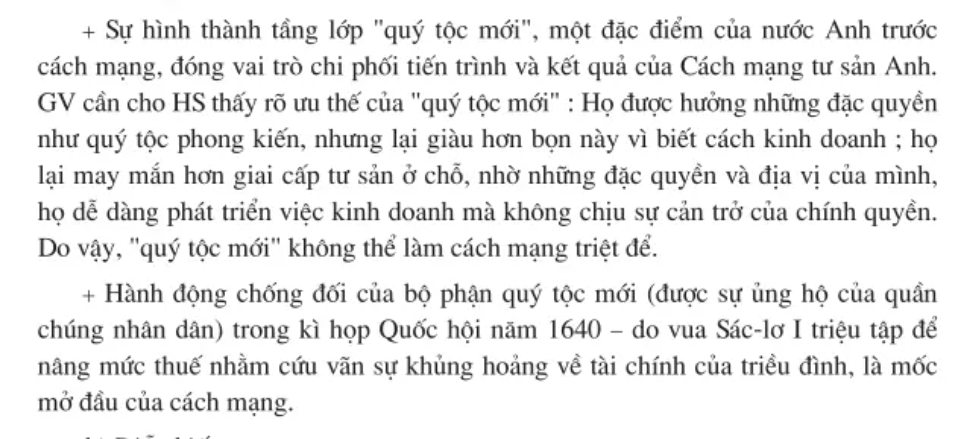 + Sự hình thành tầng lớp "quý tộc mới", một đặc điểm của nước Anh trước
cách mạng, đóng vai trò chi phối tiến trình và kết quả của Cách mạng tư sản Anh.
GV cần cho HS thấy rõ ưu thế của "quý tộc mới" : Họ được hưởng những đặc quyền
như quý tộc phong kiến, nhưng lại giàu hơn bọn này vì biết cách kinh doanh ; họ
lại may mắn hơn giai cấp tư sản ở chỗ, nhờ những đặc quyền và địa vị của mình,
họ dễ dàng phát triển việc kinh doanh mà không chịu sự cản trở của chính quyền.
Do vậy, "quý tộc mới" không thể làm cách mạng triệt để.
+ Hành động chống đối của bộ phận quý tộc mới (được sự ủng hộ của quần
chúng nhân dân) trong kì họp Quốc hội năm 1640 – do vua Sác-lơ I triệu tập để
nâng mức thuế nhằm cứu vãn sự khủng hoảng về tài chính của triều đình, là mốc
mở đầu của cách mạng.